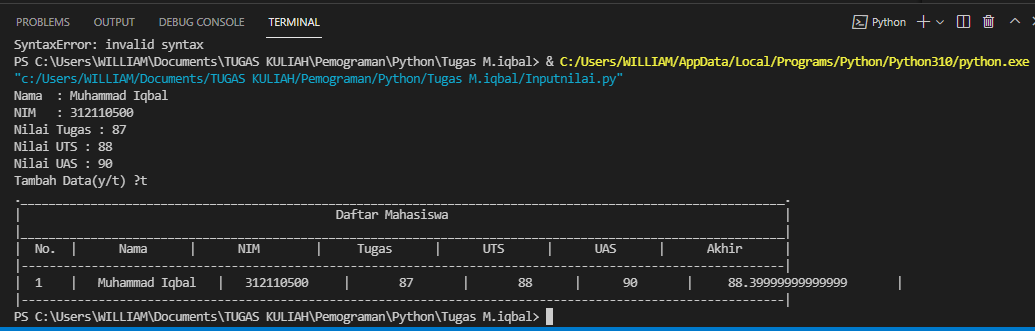 PROBLEMS OUTPUT DEBUG CONSOLE TERMINAL Python
SyntaxError: invalid syntax
PS C:\Users\WILLIAM\Documents\TUGAS KULIAH\Pemograman\Python\Tugas M.iqbal> & C:/Users/WILLIAM/AppData/Local/Programs/Python/Python310/python.exe
"c:/Users/WILLIAM/Documents/TUGAS KULIAH/Pemograman/Python/Tugas M.iqbal/Inputnilai.py"
Nama : Muhammad Iqbal
NIM : 312110500
Nilai Tugas : 87
Nilai UTS : 88
Nilai UAS : 90
Tambah Data(y/t) ?t
Daftar Mahasiswa
| No. | Nama | NIM | Tugas | UTS | UAS | Akhir |
| 1 | Muhammad Iqbal | 312110500 | 87 | 88 | 90 | 88.39999999999999 |
PS C:\Users\WILLIAM\Documents\TUGAS KULIAH\Pemograman\Python\Tugas M.iqbal>